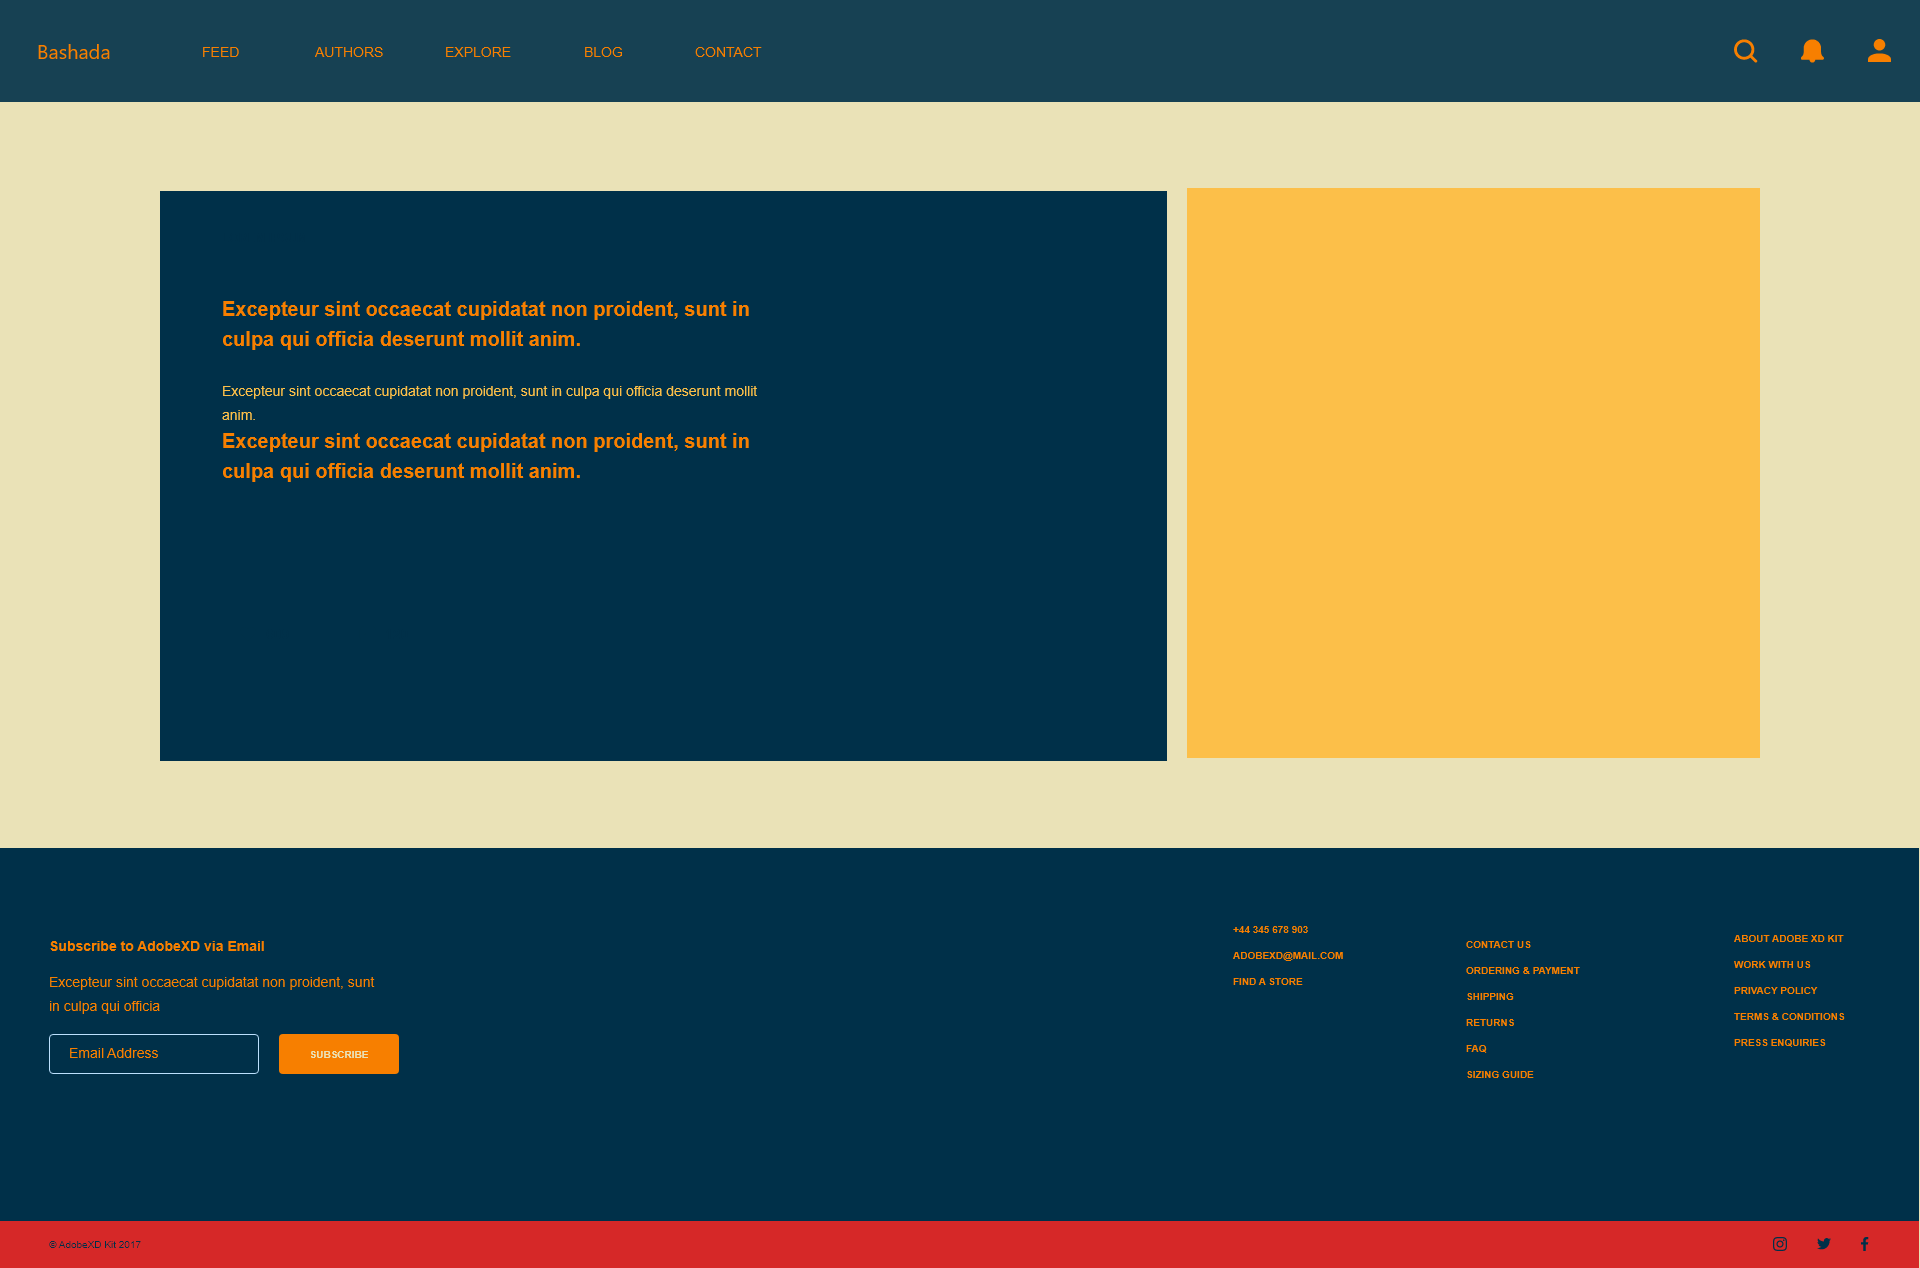 Bashada
FEED
AUTHORS
EXPLORE
BLOG
CONTACT
Excepteur sint occaecat cupidatat non proident, sunt in
culpa qui officia deserunt mollit anim.
Excepteur sint occaecat cupidatat non proident, sunt in culpa qui officia deserunt mollit
anim.
Excepteur sint occaecat cupidatat non proident, sunt in
culpa qui officia deserunt mollit anim.
Subscribe to AdobeXD via Email
Excepteur sint occaecat cupidatat non proident, sunt
in culpa qui officia
Email Address
SUBSCRIBE
+44 345 678 903
ADOBEXD@MAIL.COM
FIND A STORE
CONTACT US
ORDERING & PAYMENT
SHIPPING
RETURNS
FAQ
SIZING GUIDE
ABOUT ADOBE XD KIT
WORK WITH US
PRIVACY POLICY
TERMS & CONDITIONS
PRESS ENQUIRIES
© AdobeXD Kit 2017